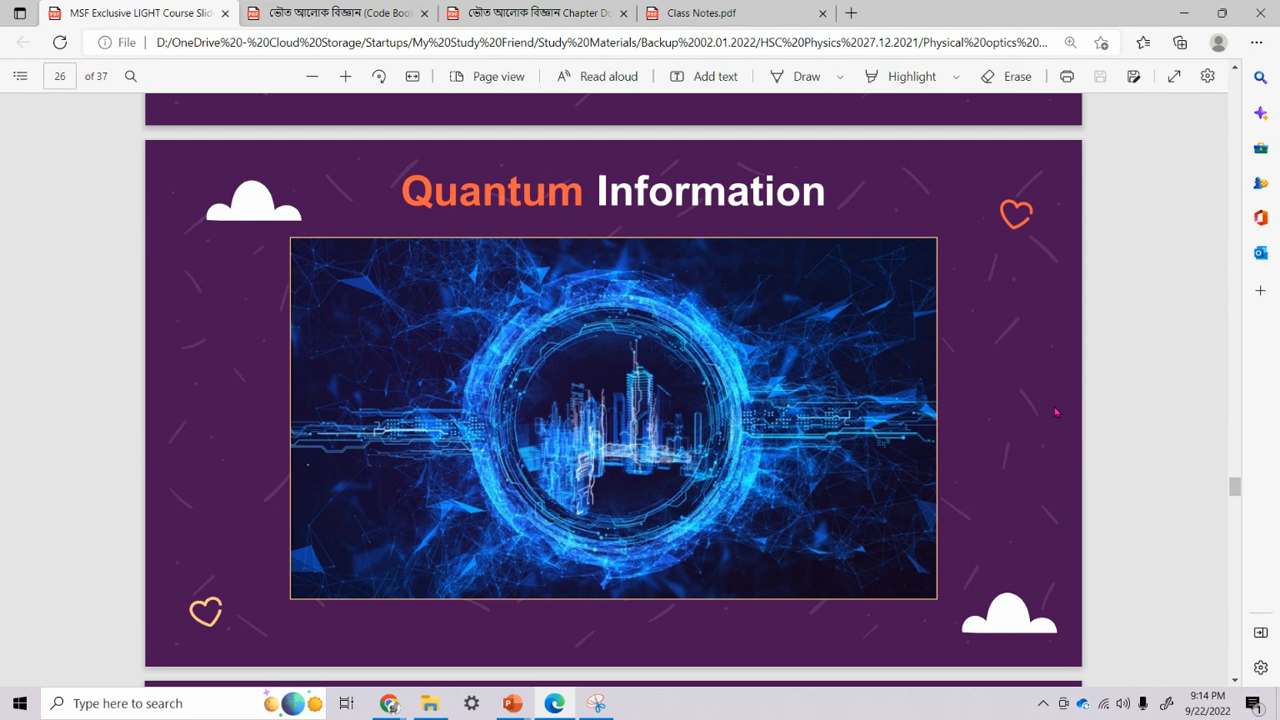 MSF Exclusive LIGHT Course Slid
ভৌত আলোক বিজ্ঞান (Code Boo
ভৌত আলোক বিজ্ঞান Chapter Do
Class Notes.pdf
File
D:/OneDrive%20-%20Cloud%20Storage/Startups/My%20Study%20Friend/Study%20Materials/Backup%2002.01.2022/HSC%20Physics%2027.12.2021/Physical%20optics%20...
26
of 37
Page view
Read aloud
Add text
Draw
Highlight
Erase
Quantum Information
Type here to search
9:14 PM
9/22/2022
1